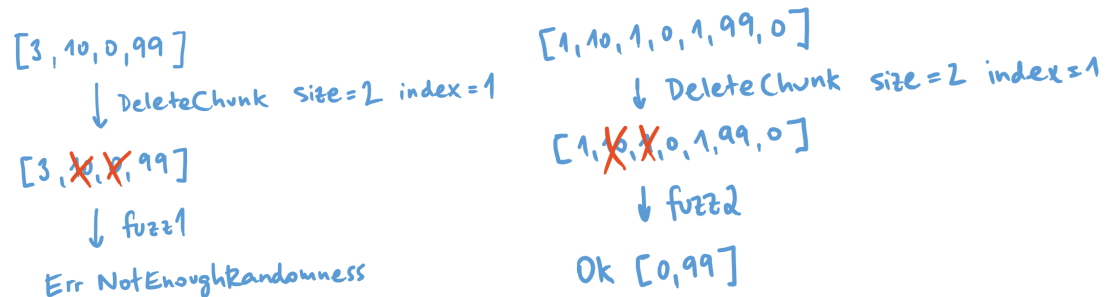 [3, 10, 0, 99]
DeleteChunk size=2 index=1
[3, 10, 0, 99]
fuzz1
Err NotEnoughRandomness
[1, 10, 1, 0, 1, 99, 0]
DeleteChunk size=2 index=1
[1, 10, 1, 0, 1, 99, 0]
fuzz2
Ok [0, 99]